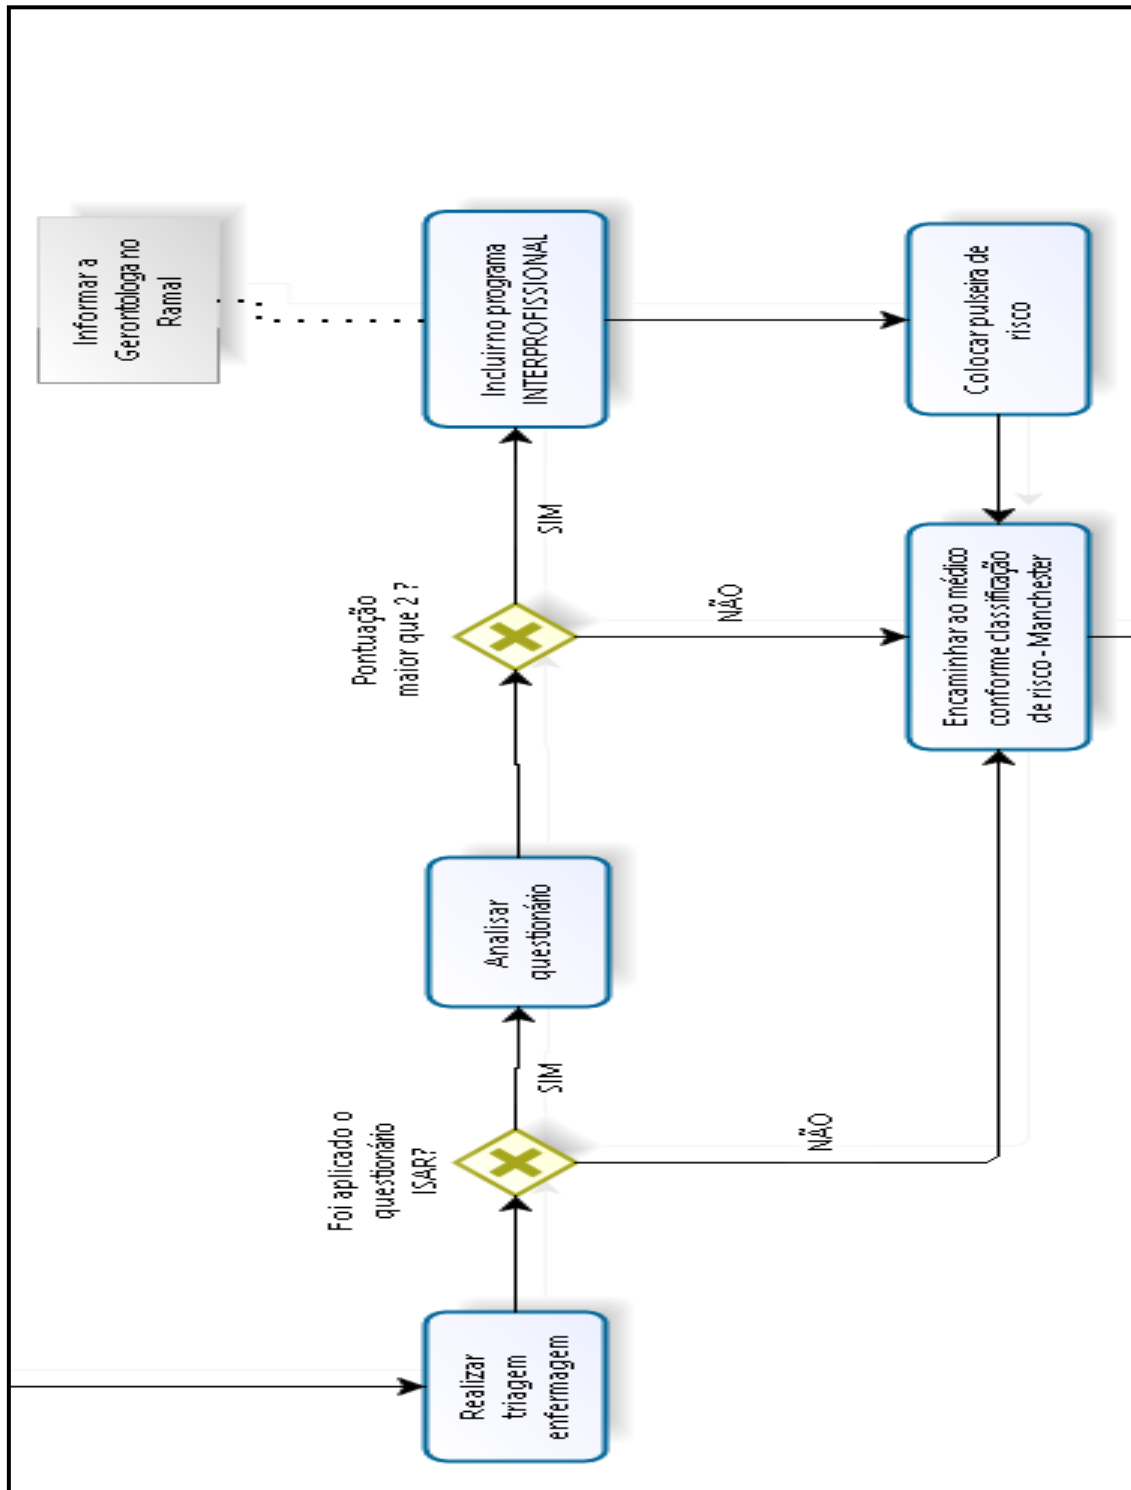 Realizar
triagem
enfermagem
Foi aplicado o
questionário
ISAR?
SIM
NÃO
Analisar
questionário
Pontuação
maior que 2 ?
SIM
NÃO
Incluir no programa
INTERPROFISSIONAL
Informar a
Gerontologa no
Ramal
Colocar pulseira de
risco
Encaminhar ao médico
conforme classificação
de risco - Manchester